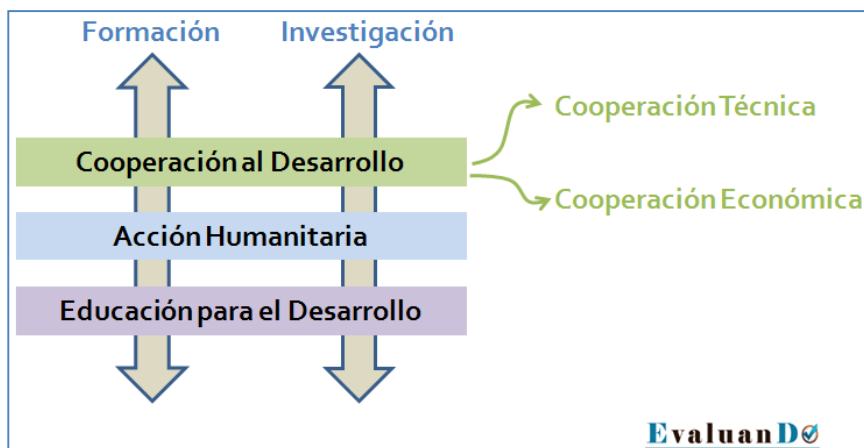 Formación
Investigación
Cooperación al Desarrollo
Cooperación Técnica
Cooperación Económica
Acción Humanitaria
Educación para el Desarrollo
EvaluanDO